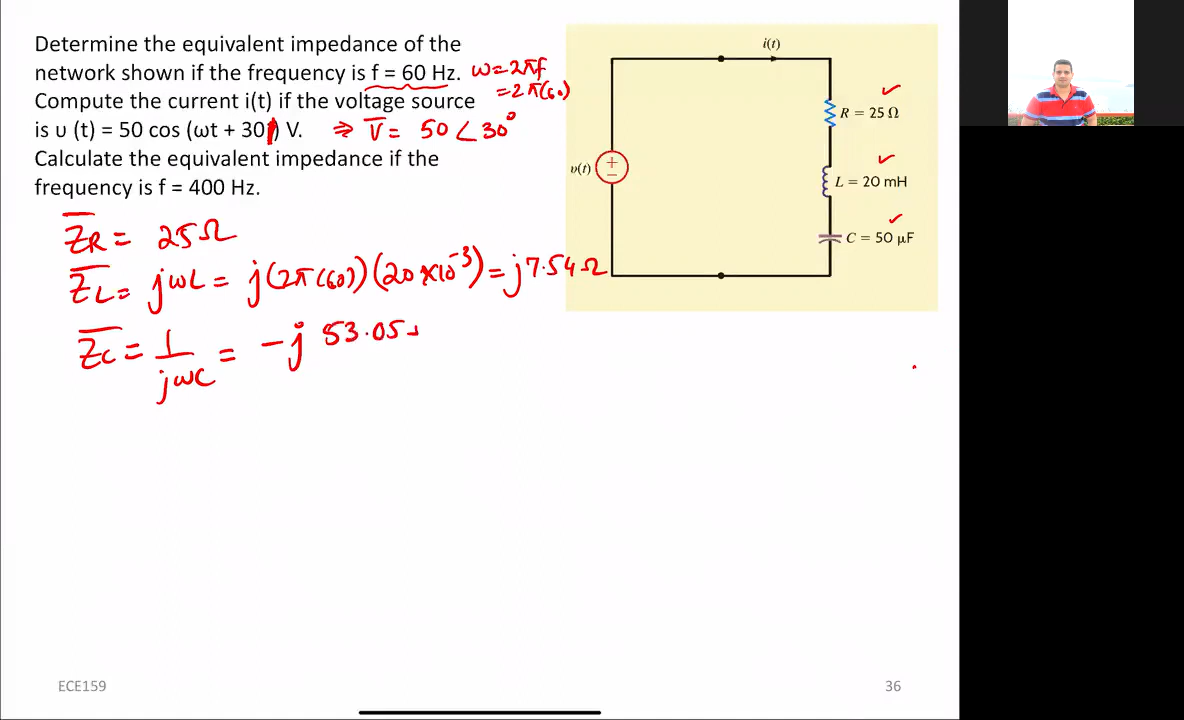 Determine the equivalent impedance of the
network shown if the frequency is f = 60 Hz. ω=2πf
Compute the current i(t) if the voltage source =2π(60)
is υ (t) = 50 cos (ωt + 30) V. ⇒ V̅ = 50∠30°
Calculate the equivalent impedance if the
frequency is f = 400 Hz.
i(t)
✓
R = 25 Ω
υ(t)
+
−
✓
L = 20 mH
✓
C = 50 µF
Z̅R = 25Ω
Z̅L = jωL = j(2π(60))(20×10⁻³) = j7.54Ω
Z̅C = 1/jωC = -j 53.05
ECE159
36